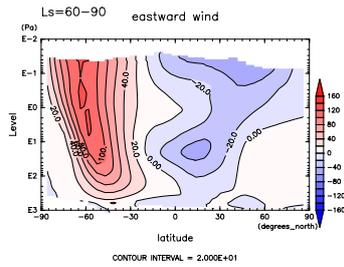 Ls=60-90
eastward wind
(Pa)
E-2
E-1
E0
E1
E2
E3
Level
-90 -60 -30 0 30 60 90
(degrees_north)
latitude
20.0
40.0
100.
20.0
0.00
-20.0
-20.0
0.00
160
120
80
40
0
-40
-80
-120
-160
CONTOUR INTERVAL = 2.000E+01